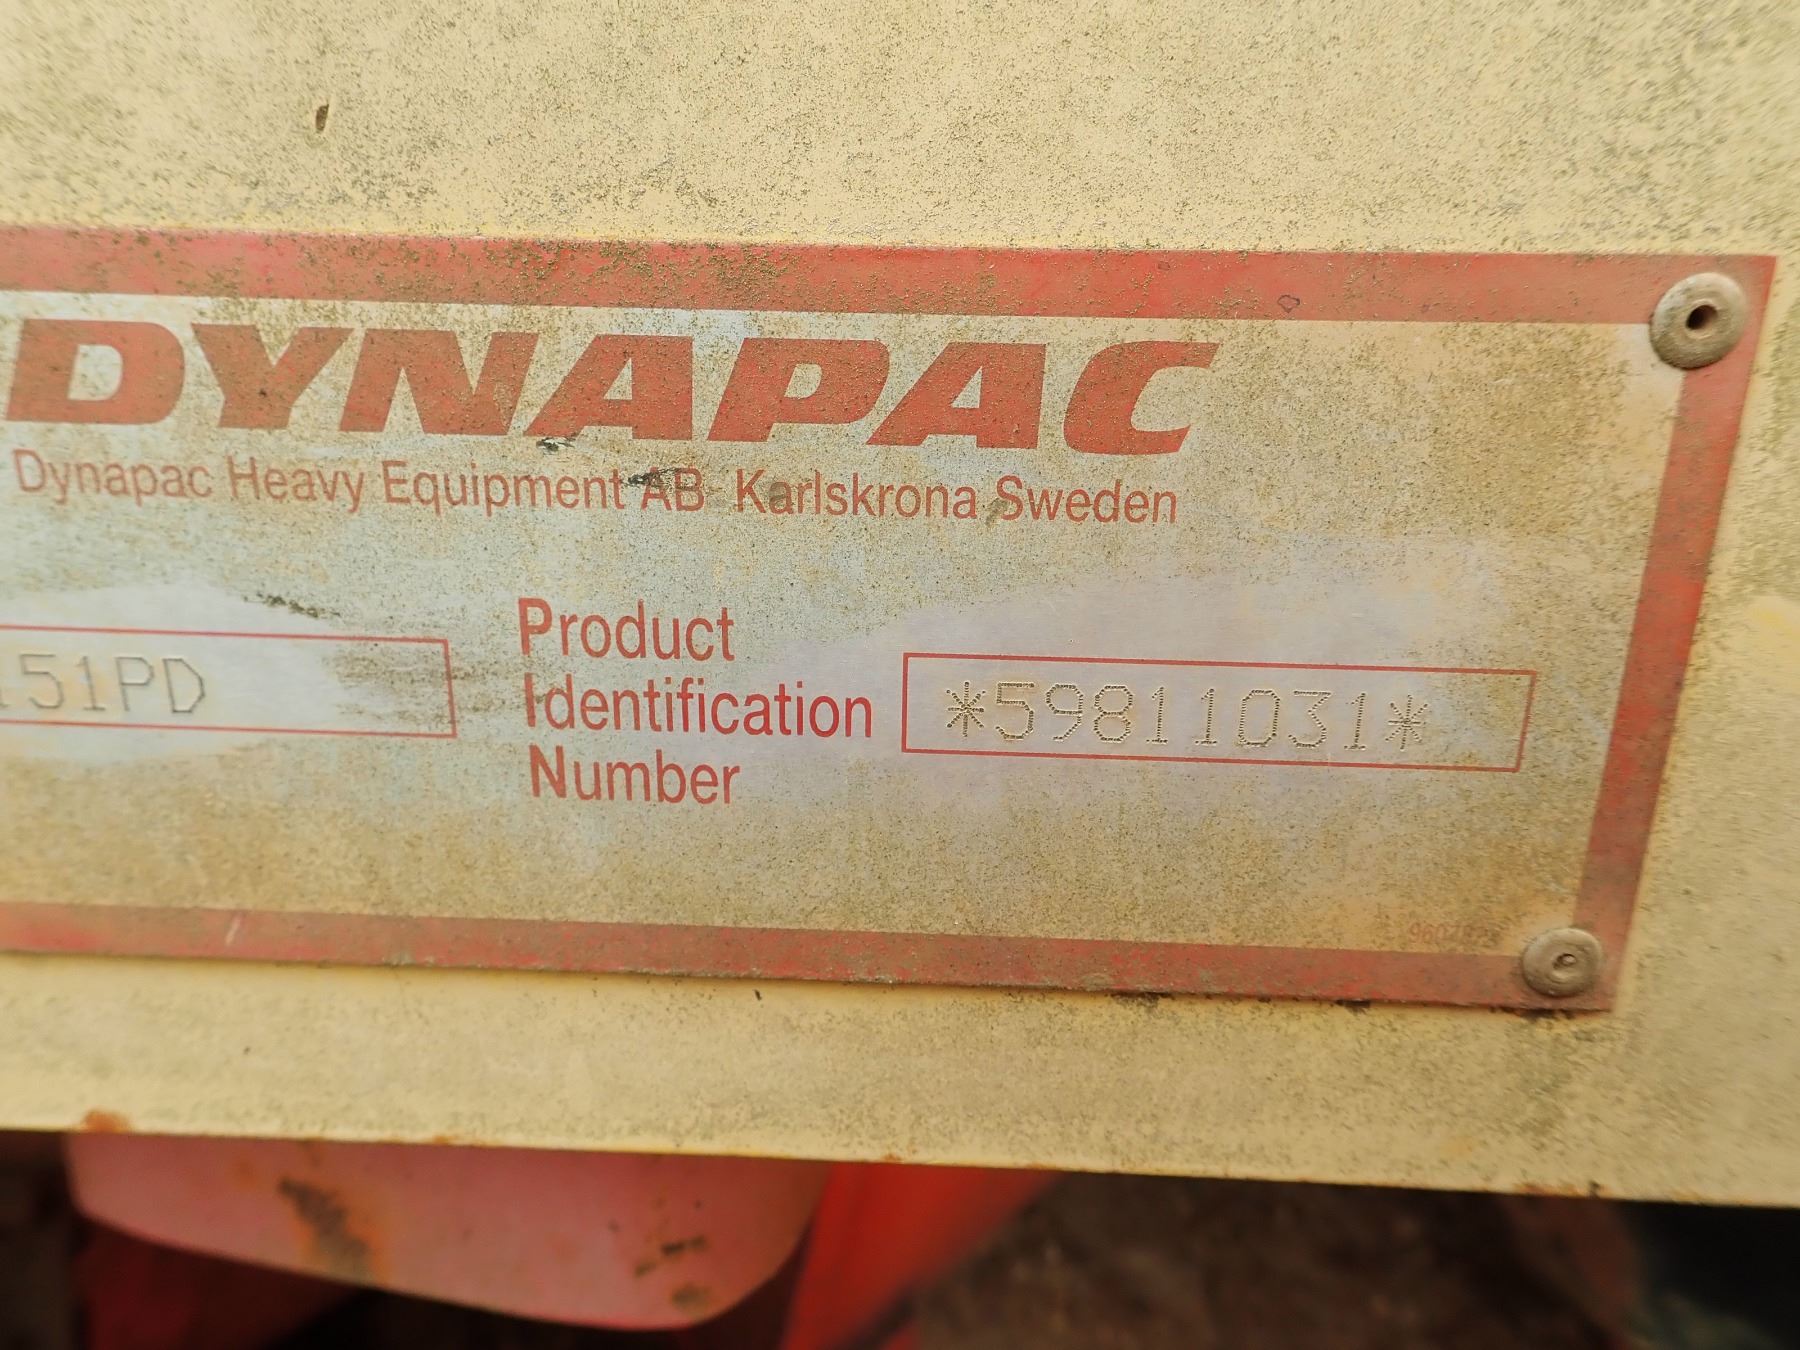 DYNAPAC
Dynapac Heavy Equipment AB Karlskrona Sweden
151PD
Product
Identification
Number
*59811031*